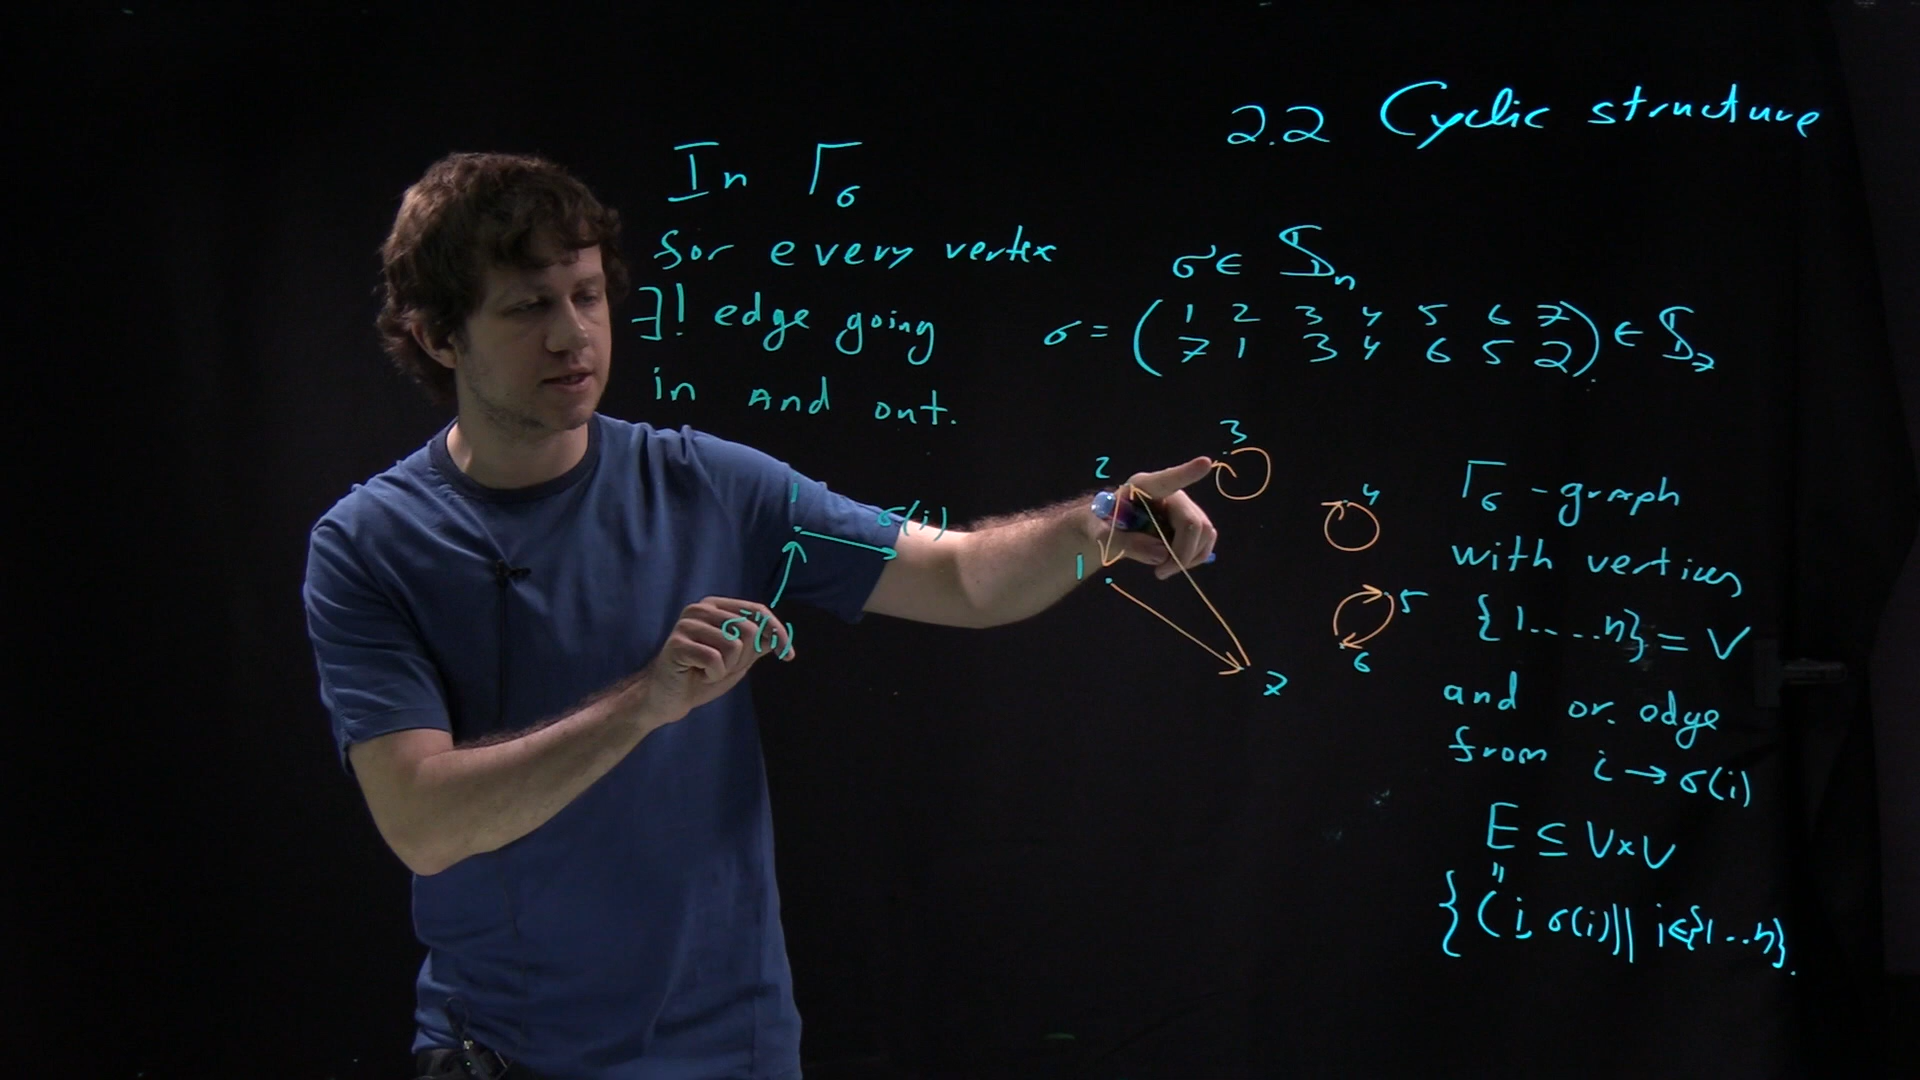 2.2 Cyclic structure
In Γσ
for every vertex
∃! edge going
in and out.
i
σ(i)
σ⁻¹(i)
σ ∈ 𝕊n
σ = (1 2 3 4 5 6 7
7 1 3 4 6 5 2) ∈ 𝕊7
3
2
4
1
5
6
7
Γσ - graph
with vertices
{1....n} = V
and or. edge
from i → σ(i)
E ⊆ V×V
"
{(i, σ(i)) | i∈{1..n}.